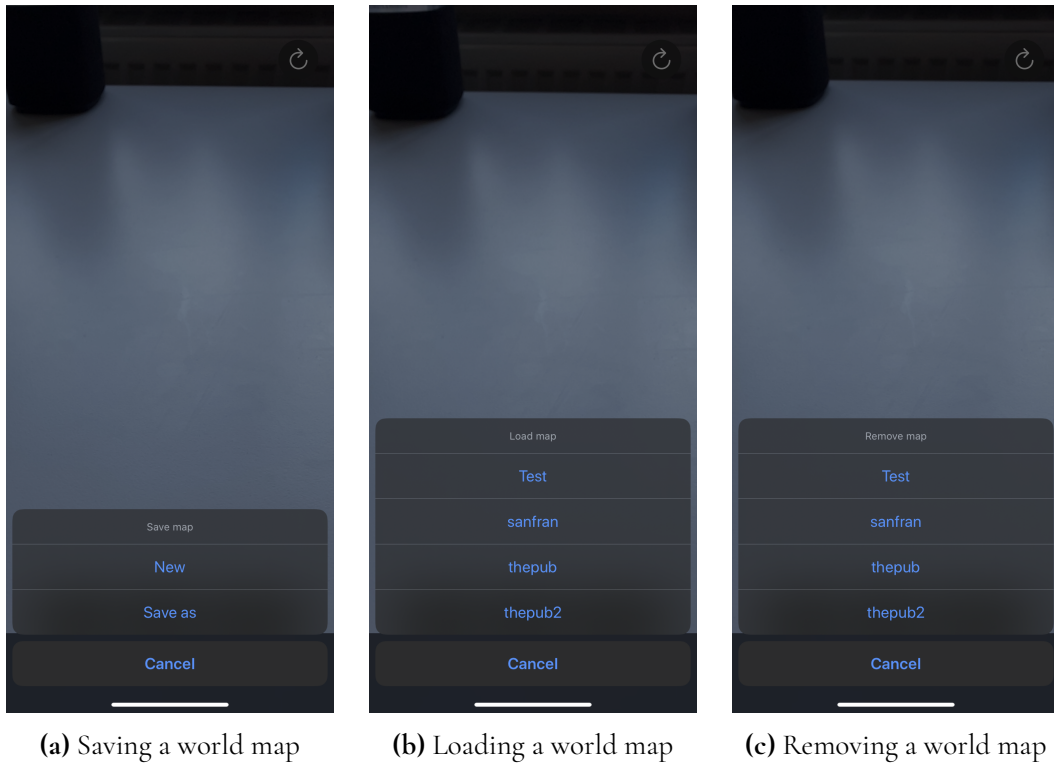 Save map
New
Save as
Cancel
(a) Saving a world map
Load map
Test
sanfran
thepub
thepub2
Cancel
(b) Loading a world map
Remove map
Test
sanfran
thepub
thepub2
Cancel
(c) Removing a world map